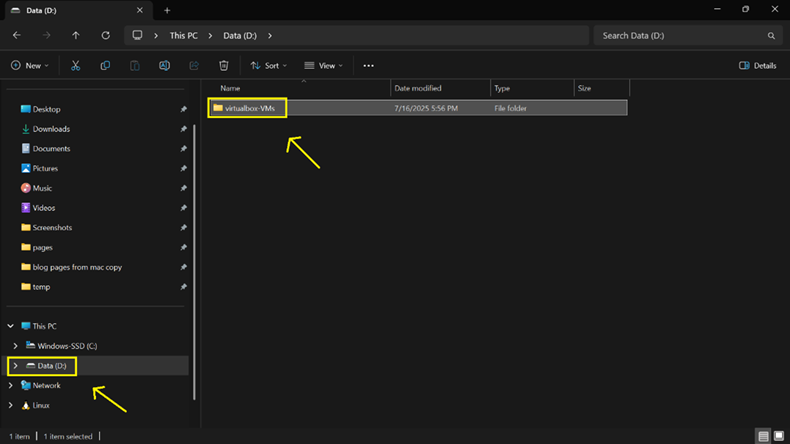 Data (D:)
This PC
Data (D:)
Search Data (D:)
New
Sort
View
Details
Name
Date modified
Type
Size
virtualbox-VMs
7/16/2025 5:56 PM
File folder
Desktop
Downloads
Documents
Pictures
Music
Videos
Screenshots
pages
blog pages from mac copy
temp
This PC
Windows-SSD (C:)
Data (D:)
Network
Linux
1 item
1 item selected